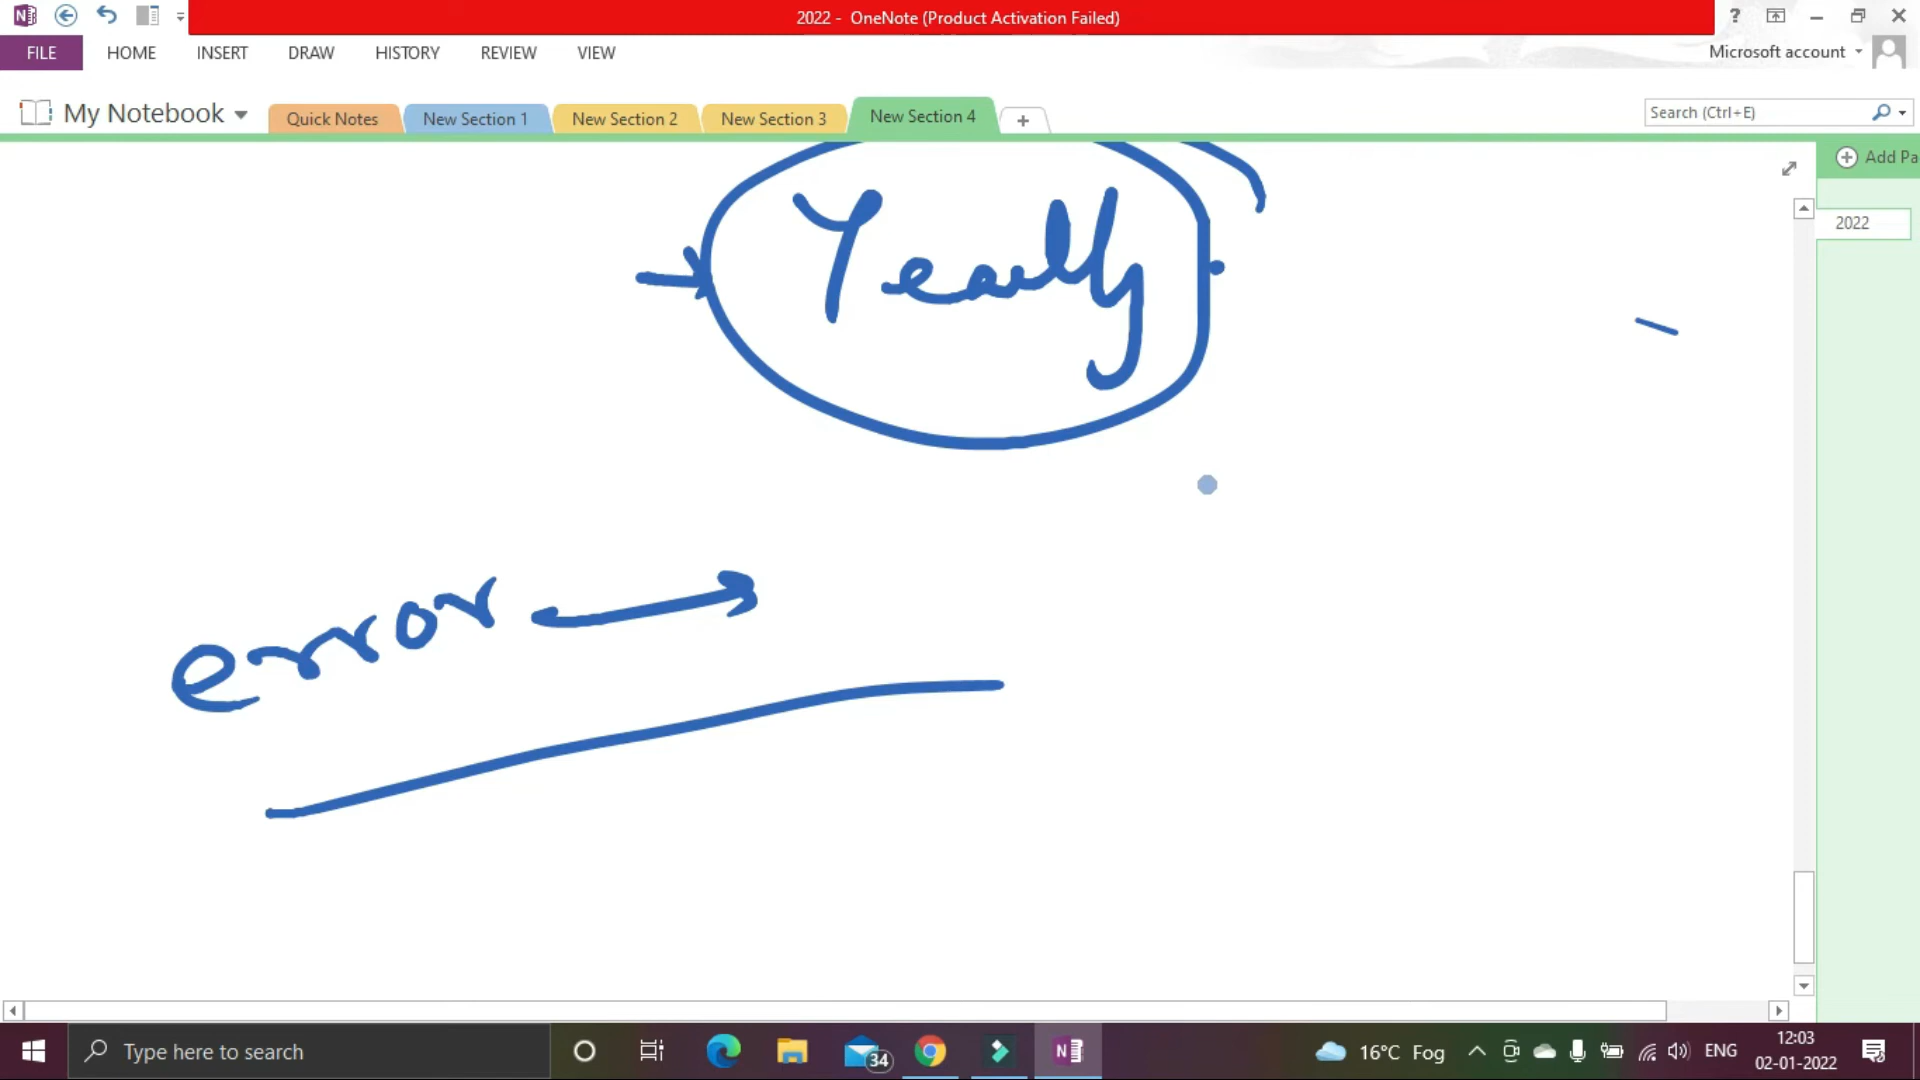 2022 - OneNote (Product Activation Failed)
?
FILE HOME INSERT DRAW HISTORY REVIEW VIEW
Microsoft account
My Notebook
Quick Notes New Section 1 New Section 2 New Section 3 New Section 4 +
Search (Ctrl+E)
Add Pa
2022
Yearly
error
Type here to search
34
16°C Fog
ENG
12:03
02-01-2022